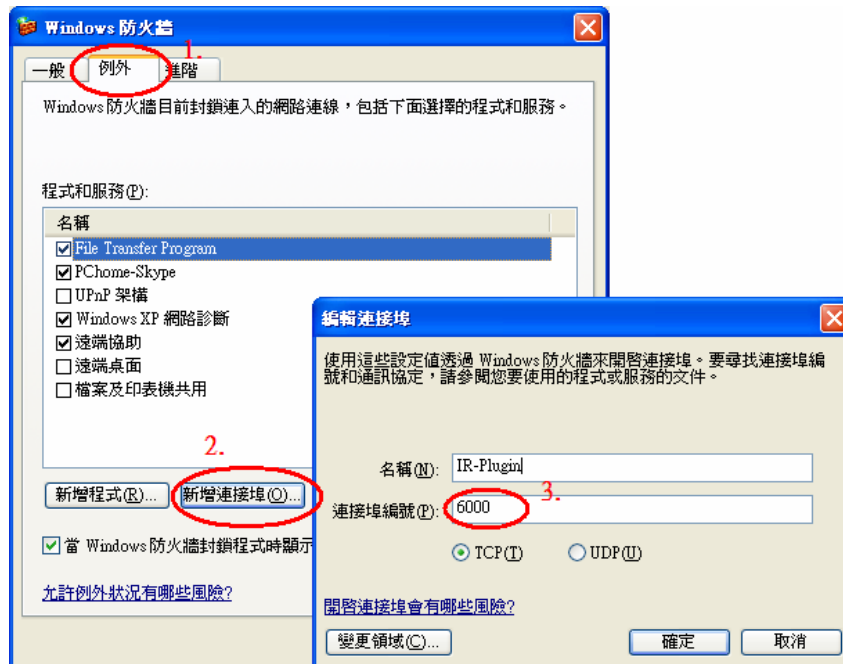 Windows 防火牆
1.
一般
例外
進階
Windows 防火牆目前封鎖連入的網路連線，包括下面選擇的程式和服務。
程式和服務(P):
名稱
File Transfer Program
PChome-Skype
UPnP 架構
Windows XP 網路診斷
遠端協助
遠端桌面
檔案及印表機共用
2.
新增程式(R)...
新增連接埠(O)...
當 Windows 防火牆封鎖程式時顯示
允許例外狀況有哪些風險?
編輯連接埠
使用這些設定值透過 Windows 防火牆來開啓連接埠。要尋找連接埠編
號和通訊協定，請參閱您要使用的程式或服務的文件。
名稱(N): IR-Plugin
3.
連接埠編號(P): 6000
TCP(T)
UDP(U)
開啓連接埠會有哪些風險?
變更領域(C)...
確定
取消